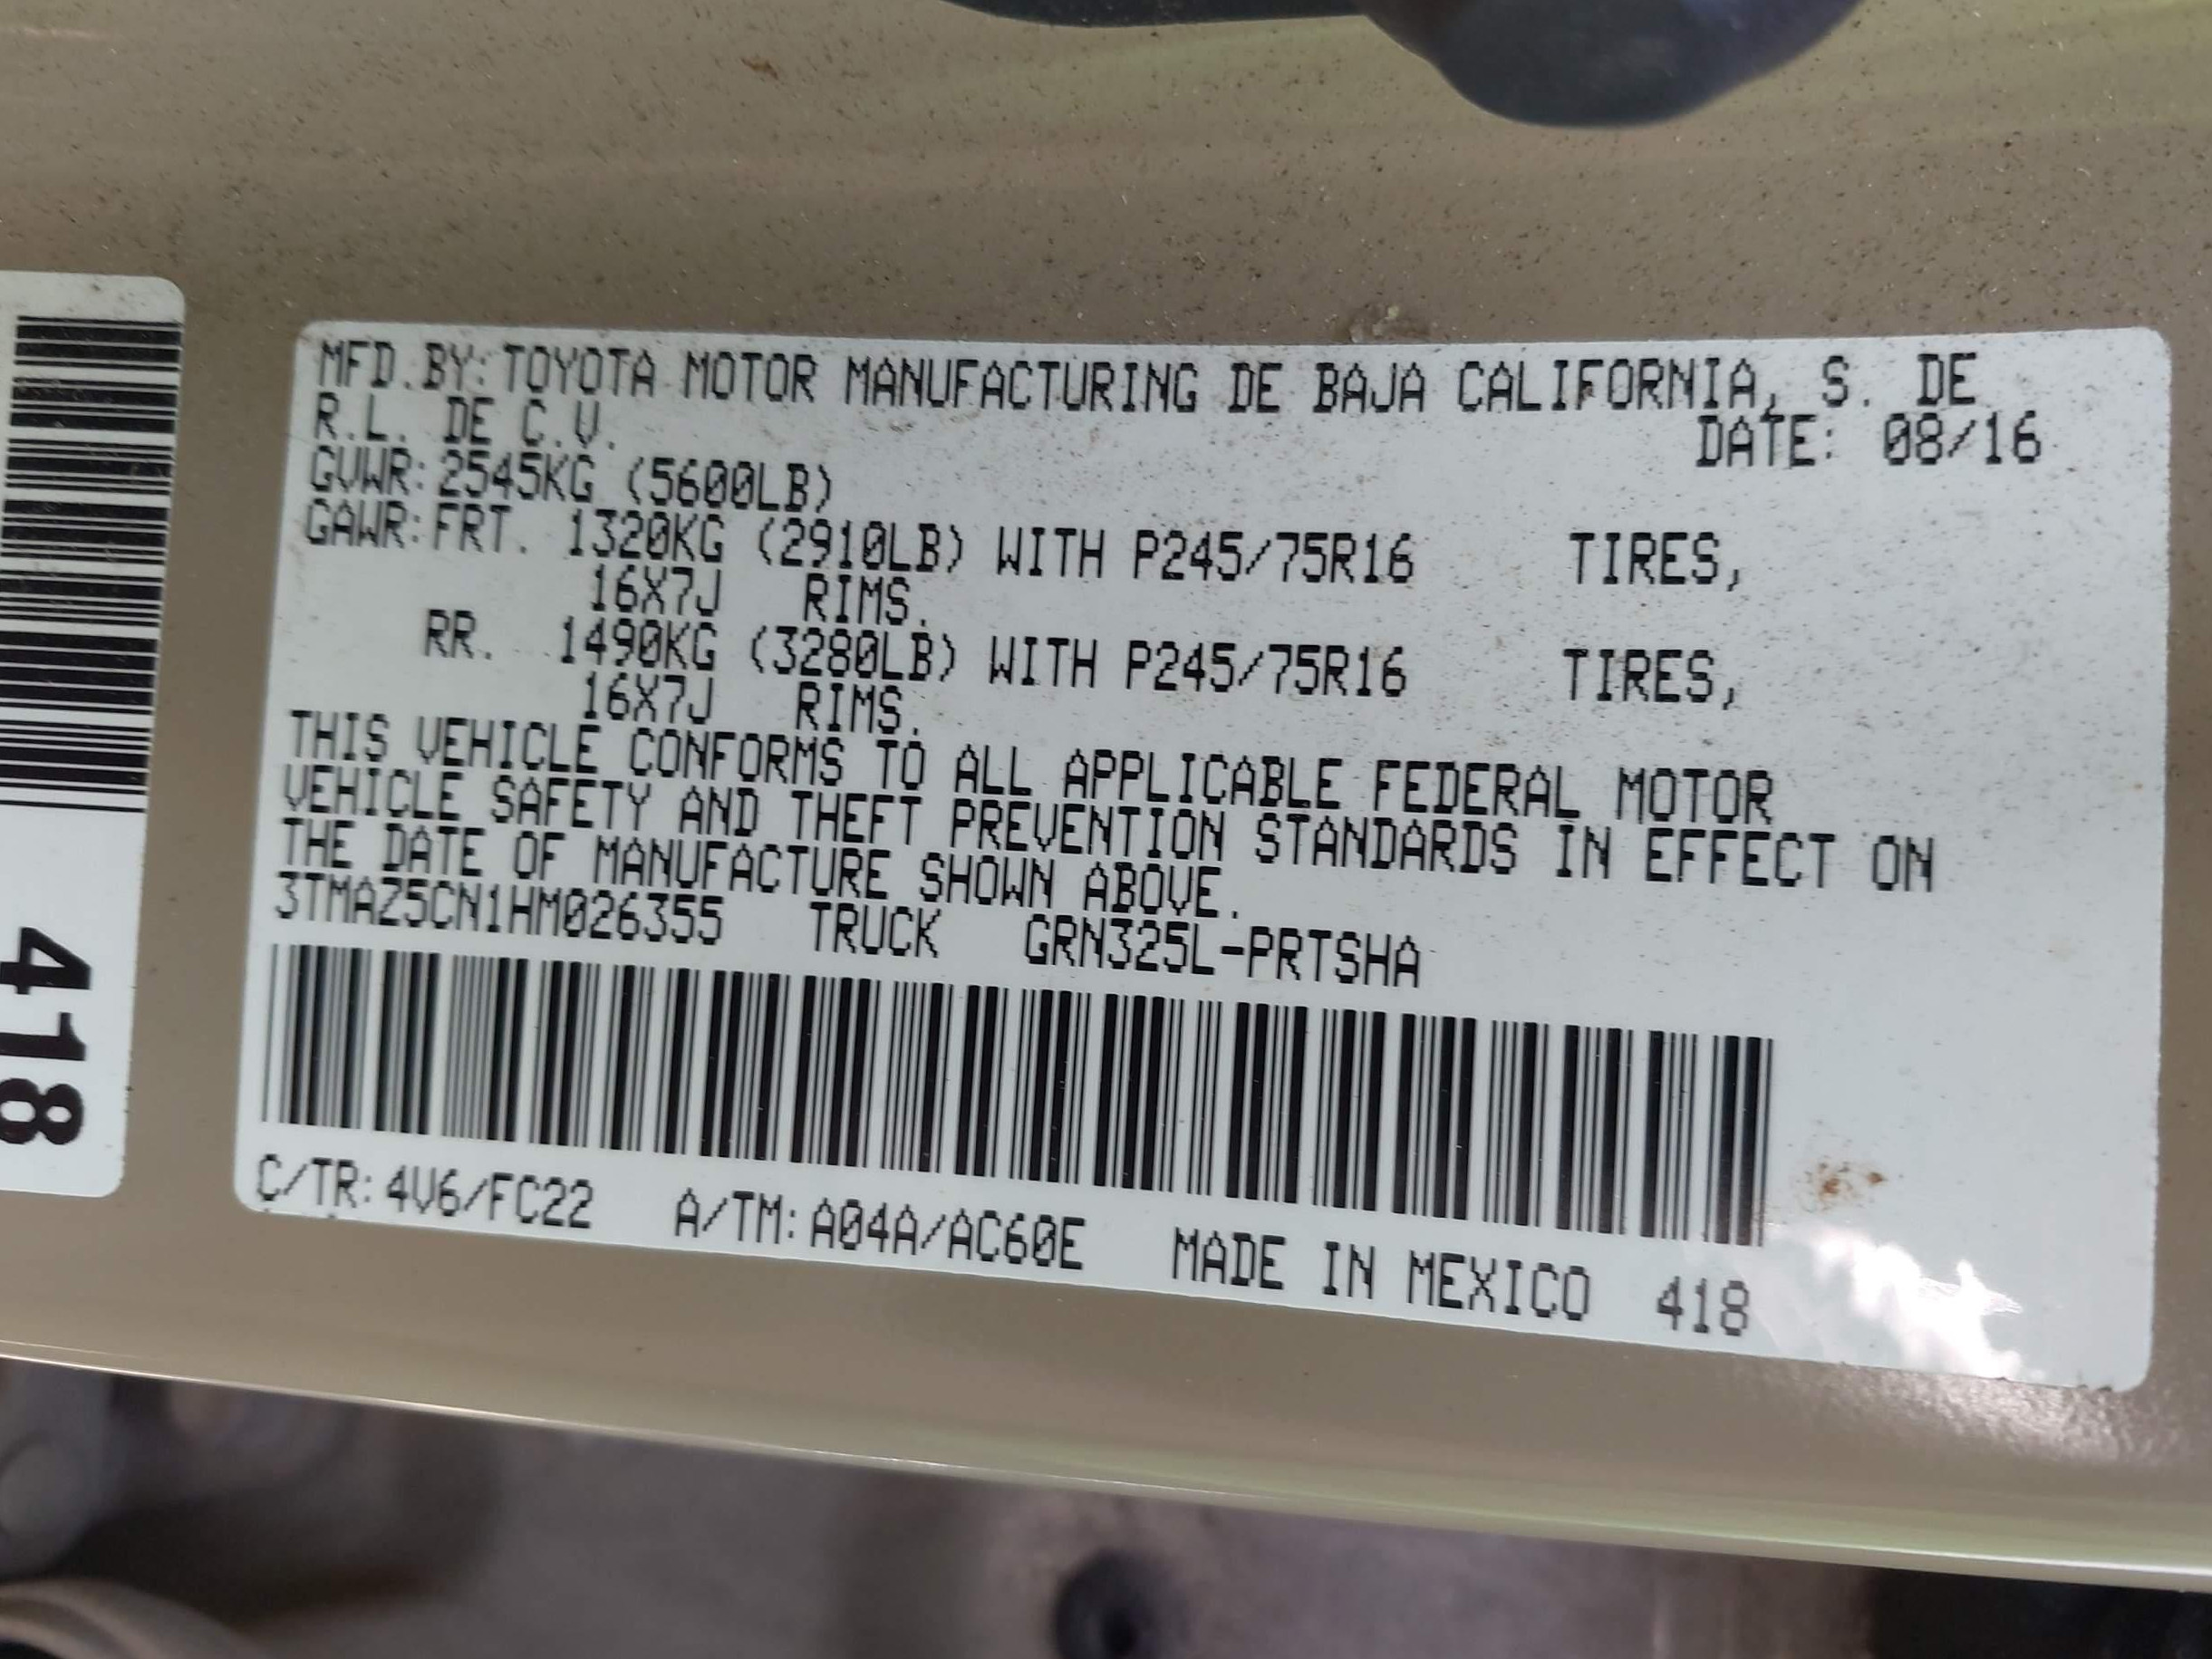 MFD.BY:TOYOTA MOTOR MANUFACTURING DE BAJA CALIFORNIA, S. DE
R.L. DE C.V. DATE: 08/16
GVWR:2545KG (5600LB)
GAWR:FRT. 1320KG (2910LB) WITH P245/75R16 TIRES,
16X7J RIMS.
RR. 1490KG (3280LB) WITH P245/75R16 TIRES,
16X7J RIMS.
THIS VEHICLE CONFORMS TO ALL APPLICABLE FEDERAL MOTOR
VEHICLE SAFETY AND THEFT PREVENTION STANDARDS IN EFFECT ON
THE DATE OF MANUFACTURE SHOWN ABOVE.
3TMAZ5CN1HM026355 TRUCK GRN325L-PRTSHA
C/TR:4V6/FC22 A/TM:A04A/AC60E MADE IN MEXICO 418
418